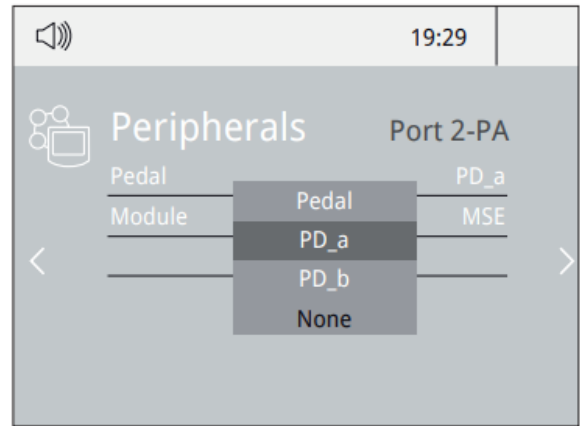 19:29
Peripherals Port 2-PA
Pedal PD_a
Module MSE
Pedal
PD_a
PD_b
None